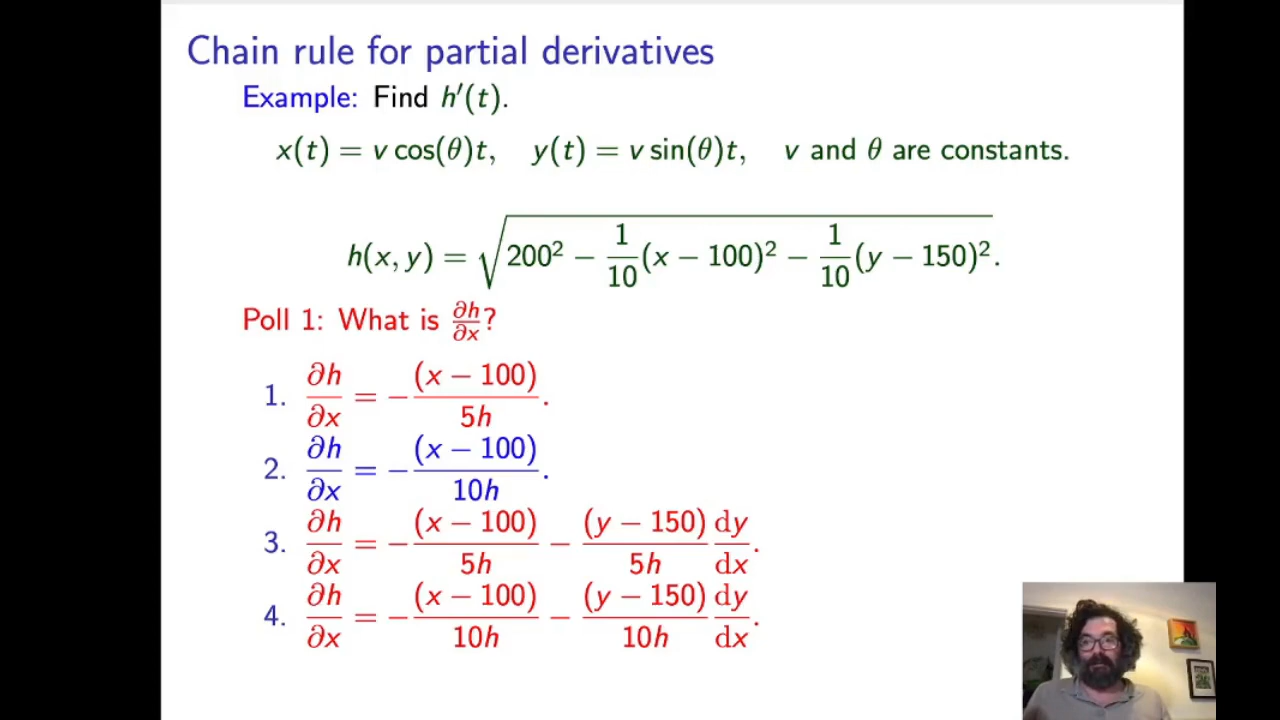 Chain rule for partial derivatives
Example: Find h′(t).
x(t) = v cos(θ)t, y(t) = v sin(θ)t, v and θ are constants.
h(x, y) = √(200² − 1/10 (x − 100)² − 1/10 (y − 150)²).
Poll 1: What is ∂h/∂x?
1. ∂h/∂x = − (x − 100)/5h.
2. ∂h/∂x = − (x − 100)/10h.
3. ∂h/∂x = − (x − 100)/5h − (y − 150)/5h dy/dx.
4. ∂h/∂x = − (x − 100)/10h − (y − 150)/10h dy/dx.